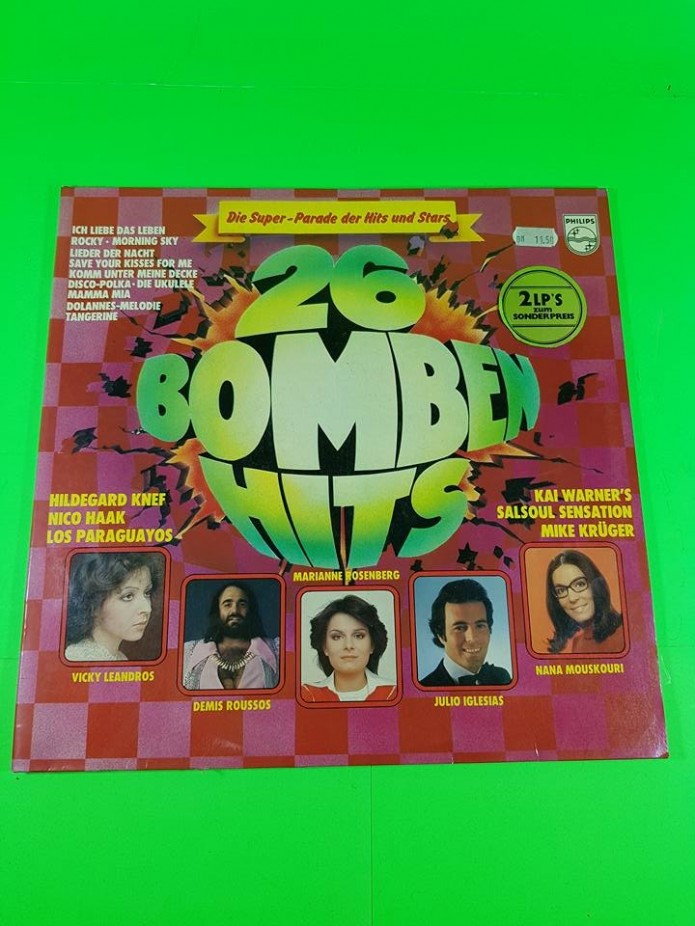 Die Super-Parade der Hits und Stars
ICH LIEBE DAS LEBEN
ROCKY · MORNING SKY
LIEDER DER NACHT
SAVE YOUR KISSES FOR ME
KOMM UNTER MEINE DECKE
DISCO-POLKA · DIE UKULELE
MAMMA MIA
DOLANNES-MELODIE
TANGERINE
11.50
PHILIPS
2 LP'S
zum
SONDERPREIS
26
BOMBEN
HITS
HILDEGARD KNEF
NICO HAAK
LOS PARAGUAYOS
KAI WARNER'S
SALSOUL SENSATION
MIKE KRÜGER
MARIANNE ROSENBERG
VICKY LEANDROS
DEMIS ROUSSOS
JULIO IGLESIAS
NANA MOUSKOURI